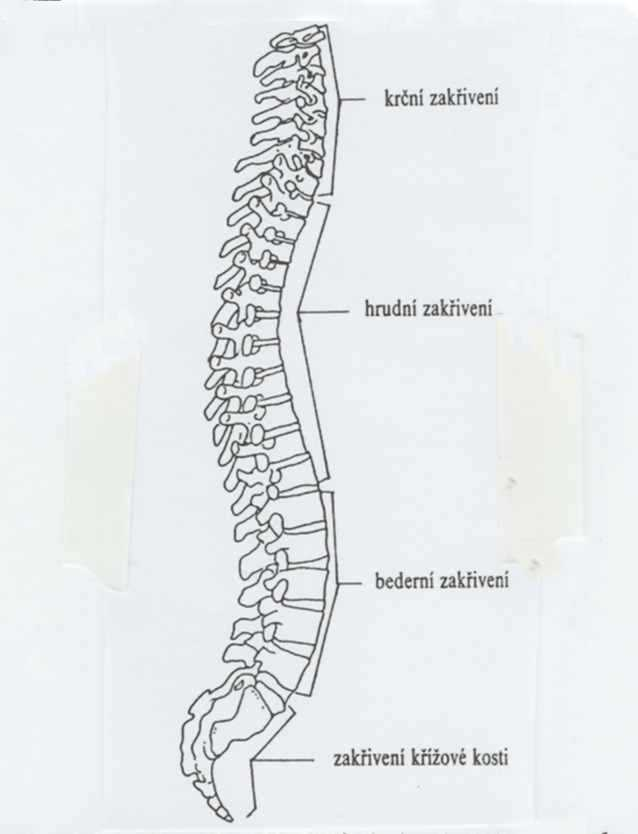 krční zakřivení
hrudní zakřivení
bederní zakřivení
zakřivení křížové kosti